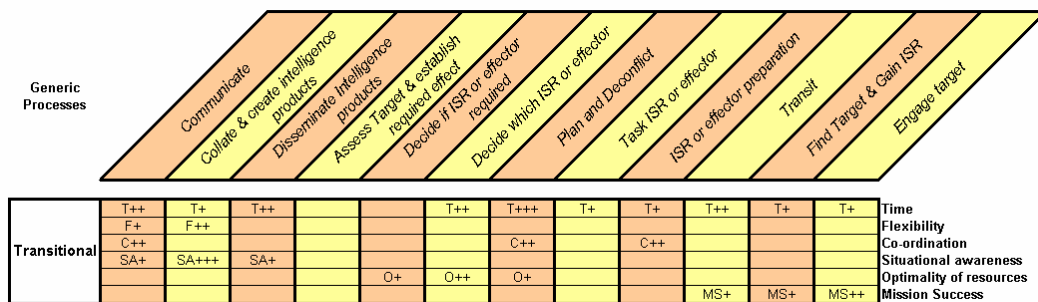 Generic
Processes
Communicate
Collate & create intelligence
products
Disseminate Intelligence
products
Assess Target & establish
required effect
Decide if ISR or effector
required
Decide which ISR or effector
Plan and Deconflict
Task ISR or effector
ISR or effector preparation
Transit
Find Target & Gain ISR
Engage target
Transitional
T++ T+ T++ T++ T+++ T+ T+ T++ T+ T+ Time
F+ F++ Flexibility
C++ C++ C++ Co-ordination
SA+ SA+++ SA+ Situational awareness
O+ O++ O+ Optimality of resources
MS+ MS+ MS++ Mission Success